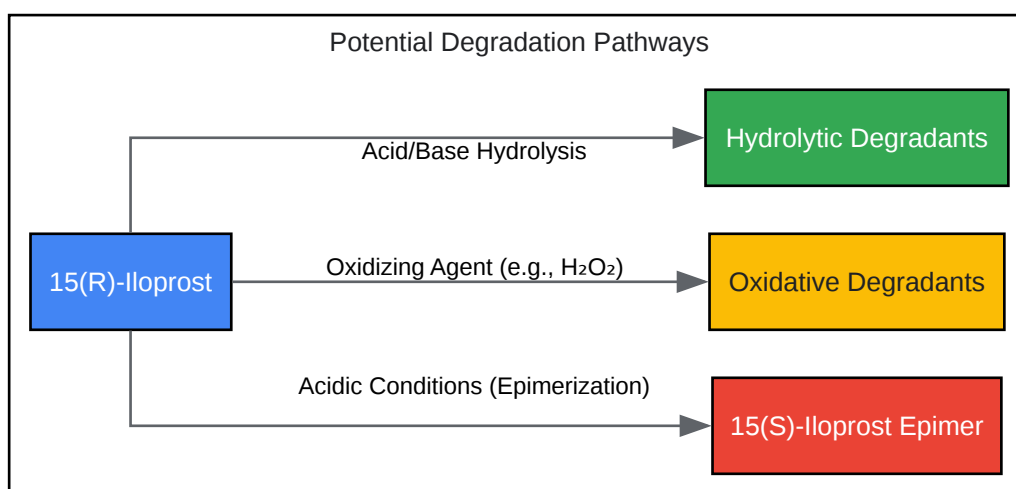 Potential Degradation Pathways
Hydrolytic Degradants
Acid/Base Hydrolysis
15(R)-Iloprost
Oxidizing Agent (e.g., H₂O₂)
Oxidative Degradants
Acidic Conditions (Epimerization)
15(S)-Iloprost Epimer